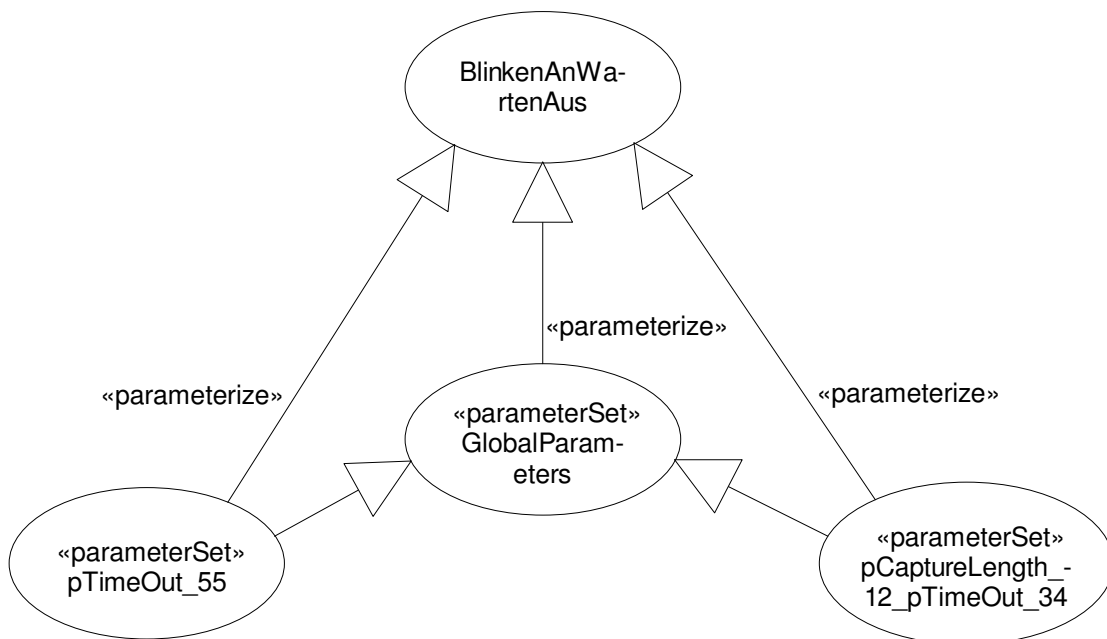 BlinkenAnWa-
rtenAus
«parameterize»
«parameterize»
«parameterize»
«parameterSet»
GlobalParam-
eters
«parameterSet»
pTimeOut_55
«parameterSet»
pCaptureLength_-
12_pTimeOut_34